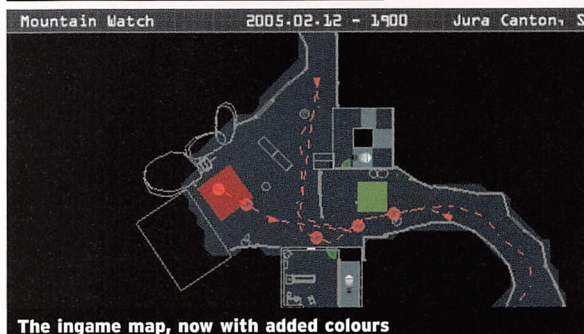 Mountain Watch 2005.02.12 - 1900 Jura Canton, S
The ingame map, now with added colours